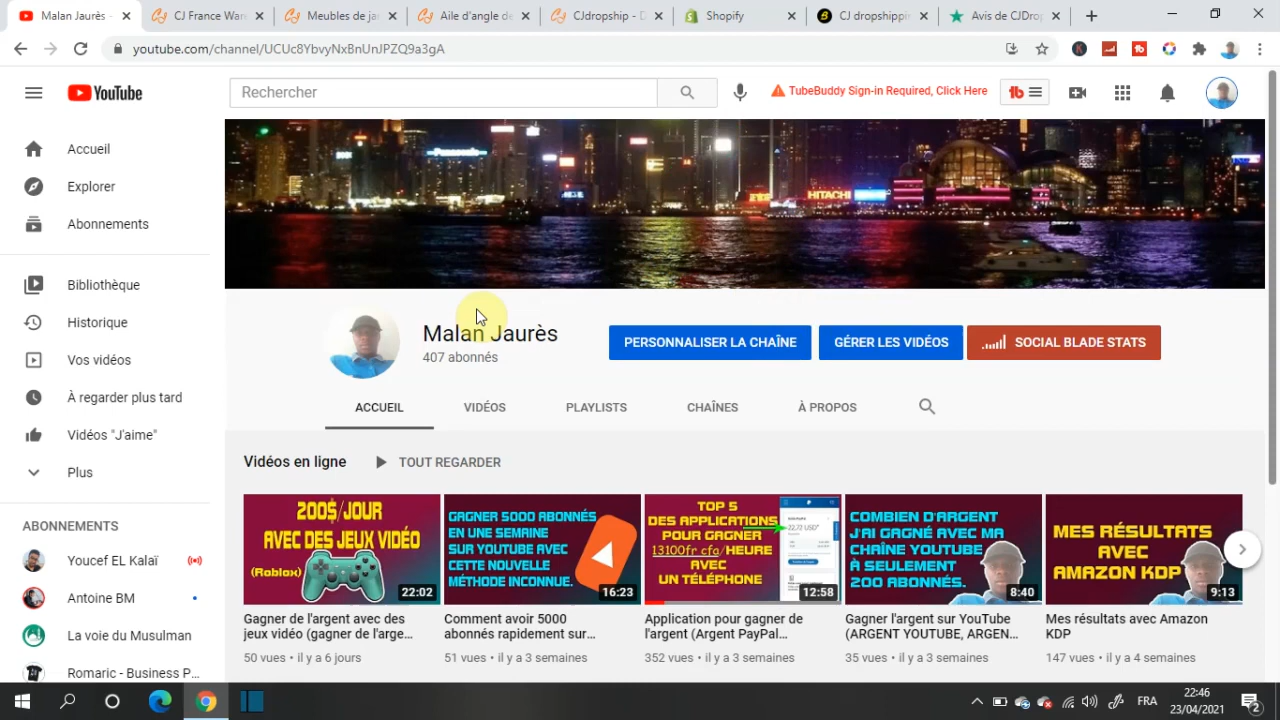 Malan Jaurès -
CJ France War
Meubles de jar
Aile d'angle de
CJdropship - D
Shopify
CJ dropshippin
Avis de CJDrop
youtube.com/channel/UCUc8YbvyNxBnUnJPZQ9a3gA
YouTube
Rechercher
TubeBuddy Sign-in Required, Click Here
Accueil
Explorer
Abonnements
Bibliothèque
Historique
Vos vidéos
À regarder plus tard
Vidéos "J'aime"
Plus
ABONNEMENTS
Youcef EL Kalaï
Antoine BM
La voie du Musulman
Romaric - Business P...
Panasonic
HITACHI
Malan Jaurès
407 abonnés
PERSONNALISER LA CHAÎNE
GÉRER LES VIDÉOS
SOCIAL BLADE STATS
ACCUEIL
VIDÉOS
PLAYLISTS
CHAÎNES
À PROPOS
Vidéos en ligne
TOUT REGARDER
200$/JOUR
AVEC DES JEUX VIDÉO
(Roblox)
22:02
Gagner de l'argent avec des
jeux vidéo (gagner de l'arge...
50 vues • il y a 6 jours
GAGNER 5000 ABONNÉS
EN UNE SEMAINE
SUR YOUTUBE AVEC
CETTE NOUVELLE
MÉTHODE INCONNUE.
16:23
Comment avoir 5000
abonnés rapidement sur...
51 vues • il y a 3 semaines
TOP 5
DES APPLICATIONS
POUR GAGNER
13100fr cfa/HEURE
AVEC
UN TÉLÉPHONE
22,72 USD
12:58
Application pour gagner de
l'argent (Argent PayPal...
352 vues • il y a 3 semaines
COMBIEN D'ARGENT
J'AI GAGNÉ AVEC MA
CHAÎNE YOUTUBE
À SEULEMENT
200 ABONNÉS.
8:40
Gagner l'argent sur YouTube
(ARGENT YOUTUBE, ARGEN...
35 vues • il y a 3 semaines
MES RÉSULTATS
AVEC
AMAZON KDP
9:13
Mes résultats avec Amazon
KDP
147 vues • il y a 4 semaines
FRA
22:46
23/04/2021
2